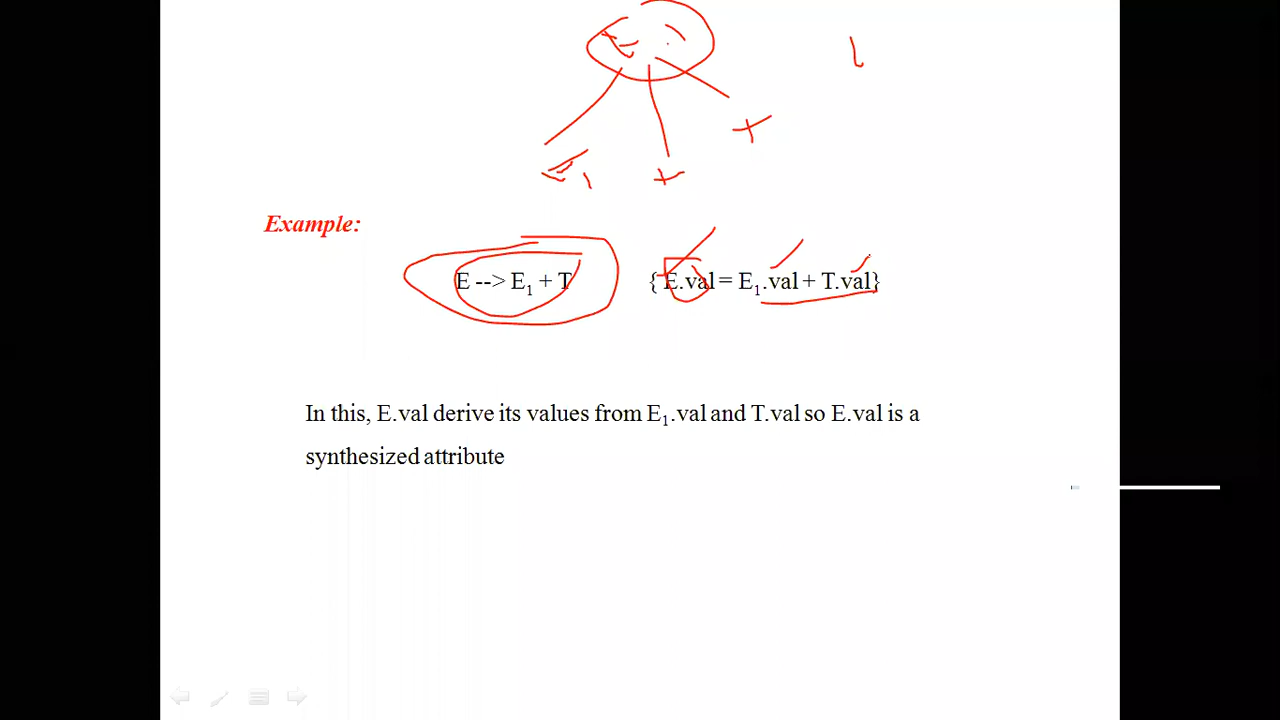 E
E1 + T
Example:
E --> E1 + T { E.val = E1.val + T.val}
In this, E.val derive its values from E1.val and T.val so E.val is a
synthesized attribute